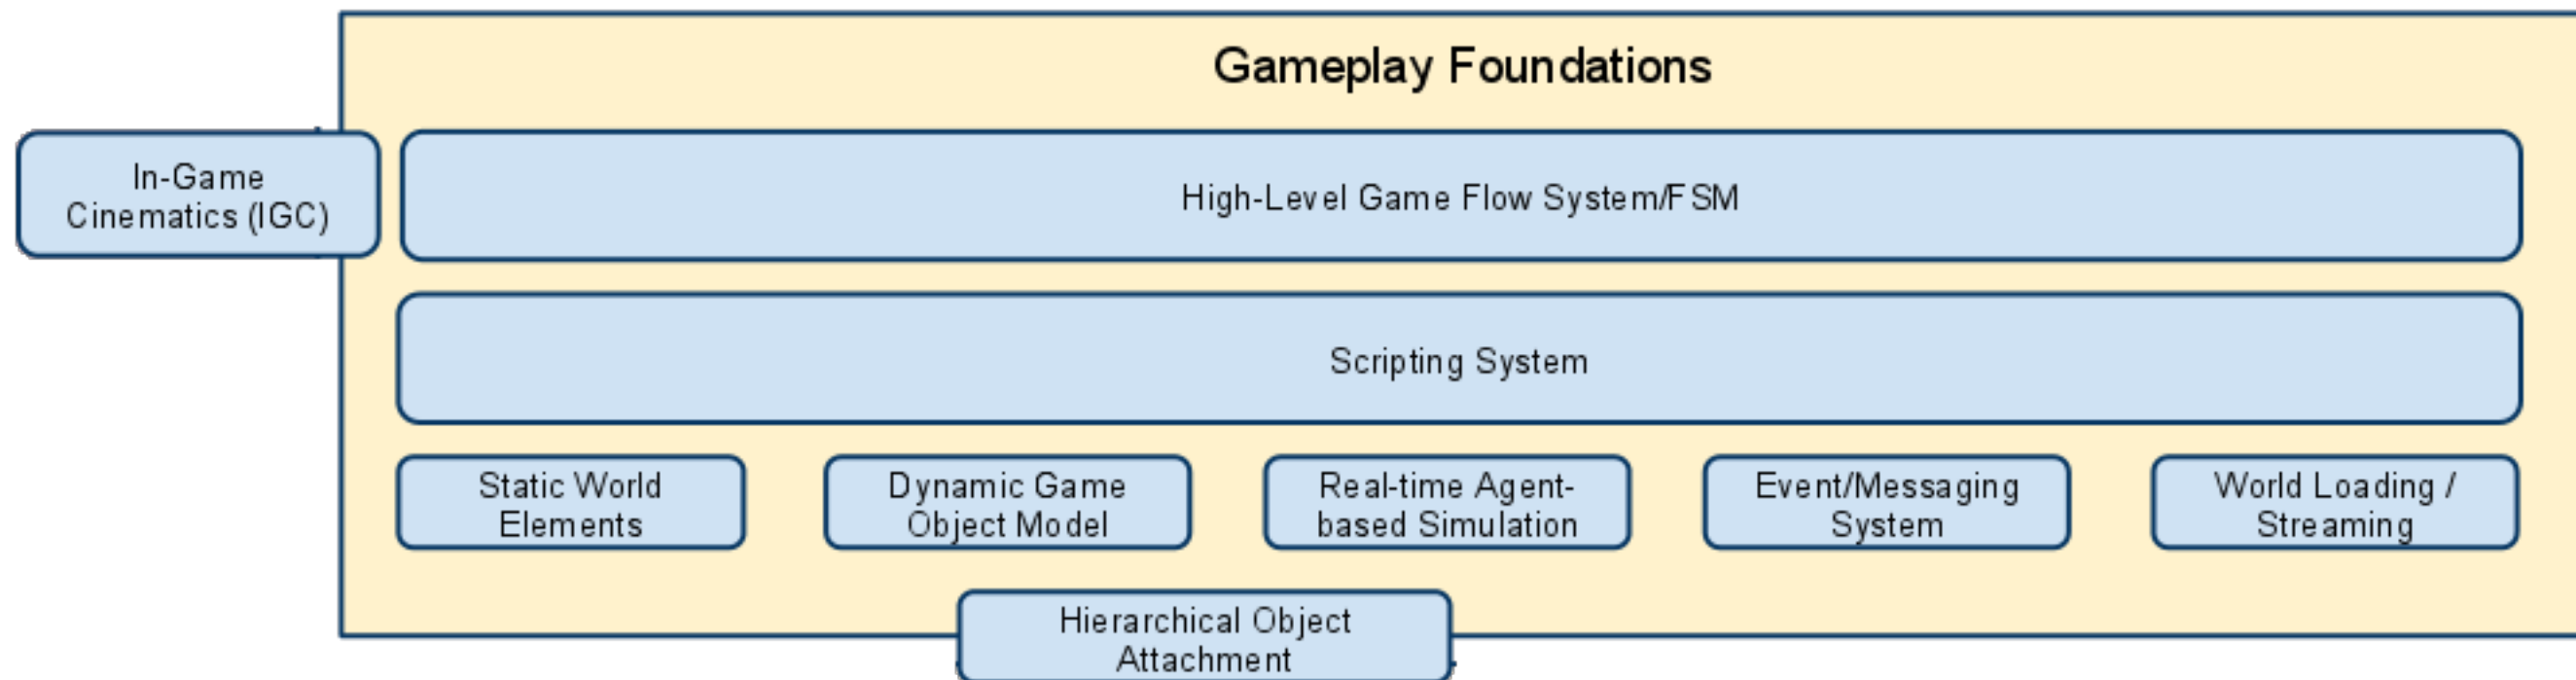 Gameplay Foundations
In-Game
Cinematics (IGC)
High-Level Game Flow System/FSM
Scripting System
Static World
Elements
Dynamic Game
Object Model
Real-time Agent-
based Simulation
Event/Messaging
System
World Loading /
Streaming
Hierarchical Object
Attachment